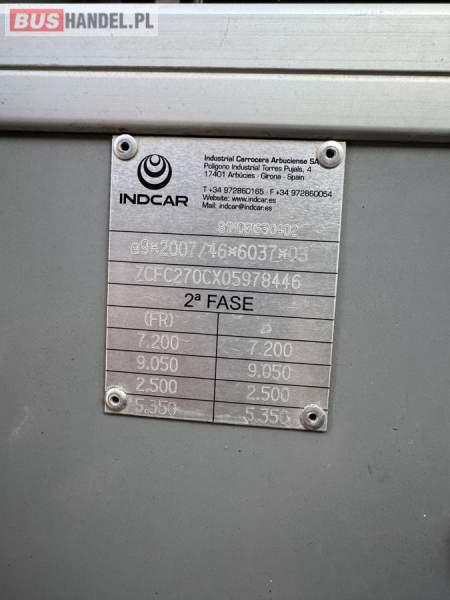 BUSHANDEL.PL
INDCAR
Industrial Carrocera Arbuciense SA
Polígono Industrial Torres Pujals, 4
17401 Arbúcies - Girona - Spain
T +34 972860165 · F +34 972860054
Website: www.indcar.es
Mail: indcar@indcar.es
e9*2007/46*6037*03
ZCFC270CX05978446
2ª FASE
(FR)
7.200 7.200
9.050 9.050
2.500 2.500
5.350 5.350